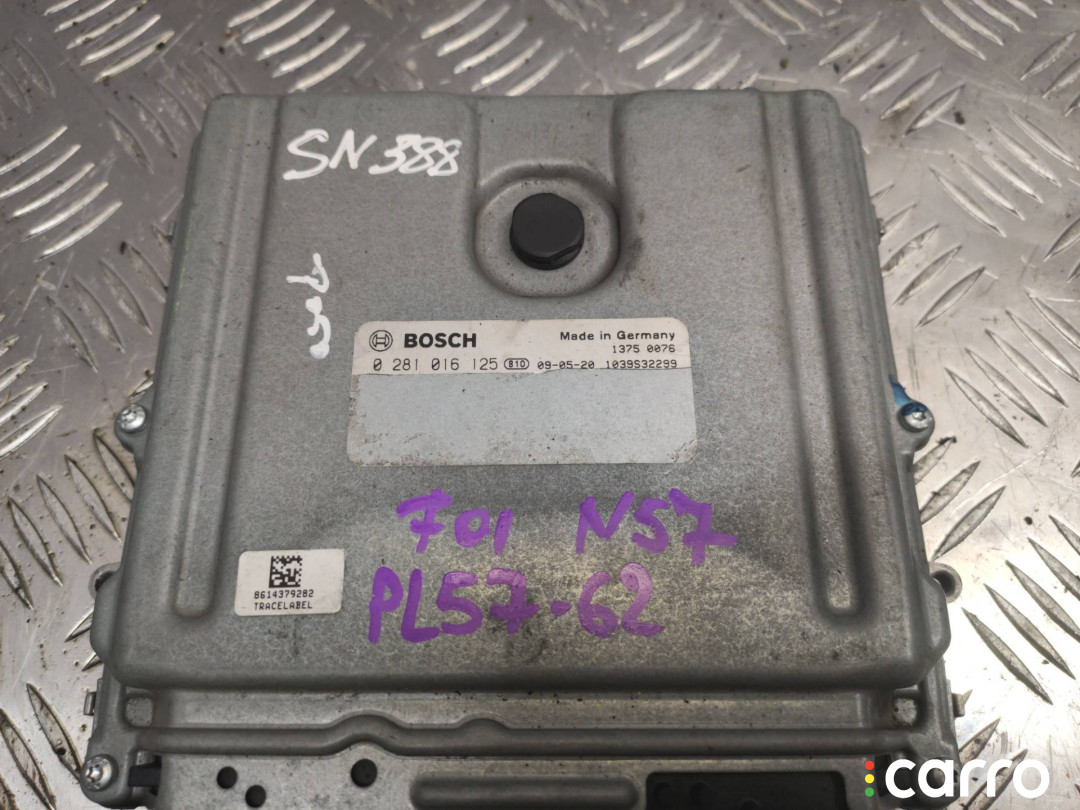 SN388
BOSCH
Made in Germany
1375 0076
0 281 016 125 810 09-05-20 1039S32299
F01 N57
PL57-62
8614379282
TRACELABEL
carro